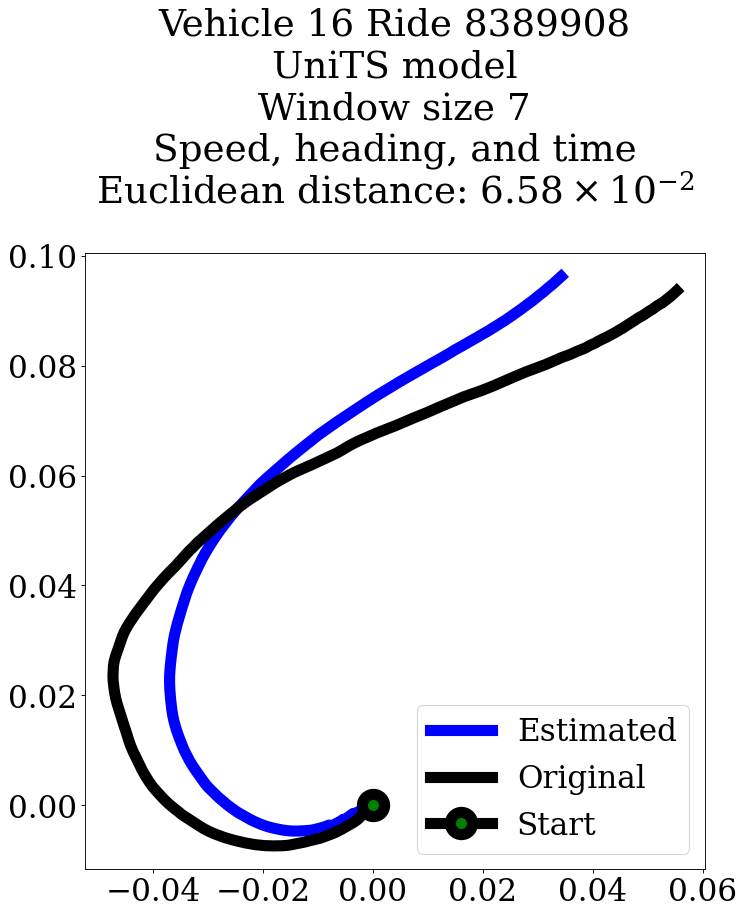 Vehicle 16 Ride 8389908
UniTS model
Window size 7
Speed, heading, and time
Euclidean distance: 6.58 × 10⁻²
0.10
0.08
0.06
0.04
0.02
0.00
Estimated
Original
Start
−0.04 −0.02 0.00 0.02 0.04 0.06